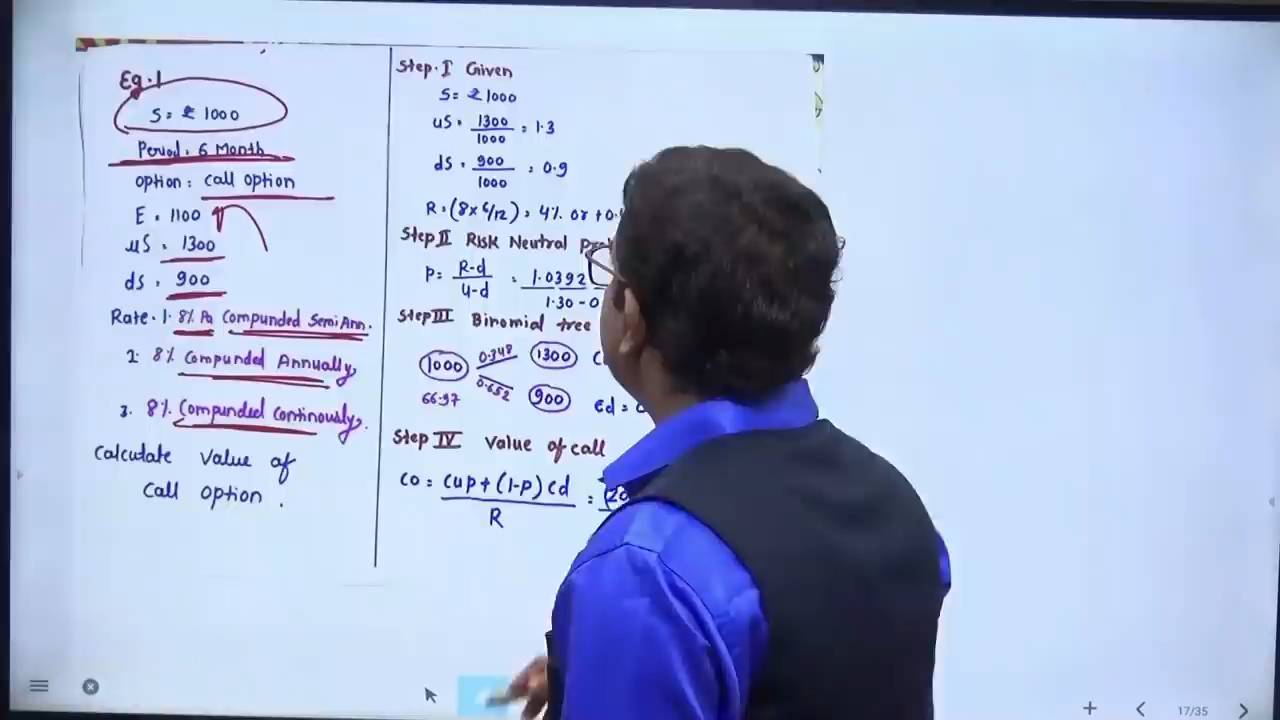 Eg.1
S = ₹ 1000
Period. 6 Month
option: call option
E. 1100
uS. 1300
ds. 900
Rate. 1. 8% Pa Compunded SemiAnn.
2. 8% Compunded Annually
3. 8% Compunded Continously.
Calculate value of
Call option.
Step.I Given
S = ₹ 1000
us. 1300/1000 = 1.3
ds. 900/1000 = 0.9
R = (8 x 6/12) = 4% or +0.
Step II Risk Neutral
P = R-d/u-d = 1.0392/1.30 - 0
Step III Binomial tree
1000 0.348 1300
66.97 0.652 900 Cd =
Step IV Value of call
Co = Cup + (1-P) Cd / R =
17/35